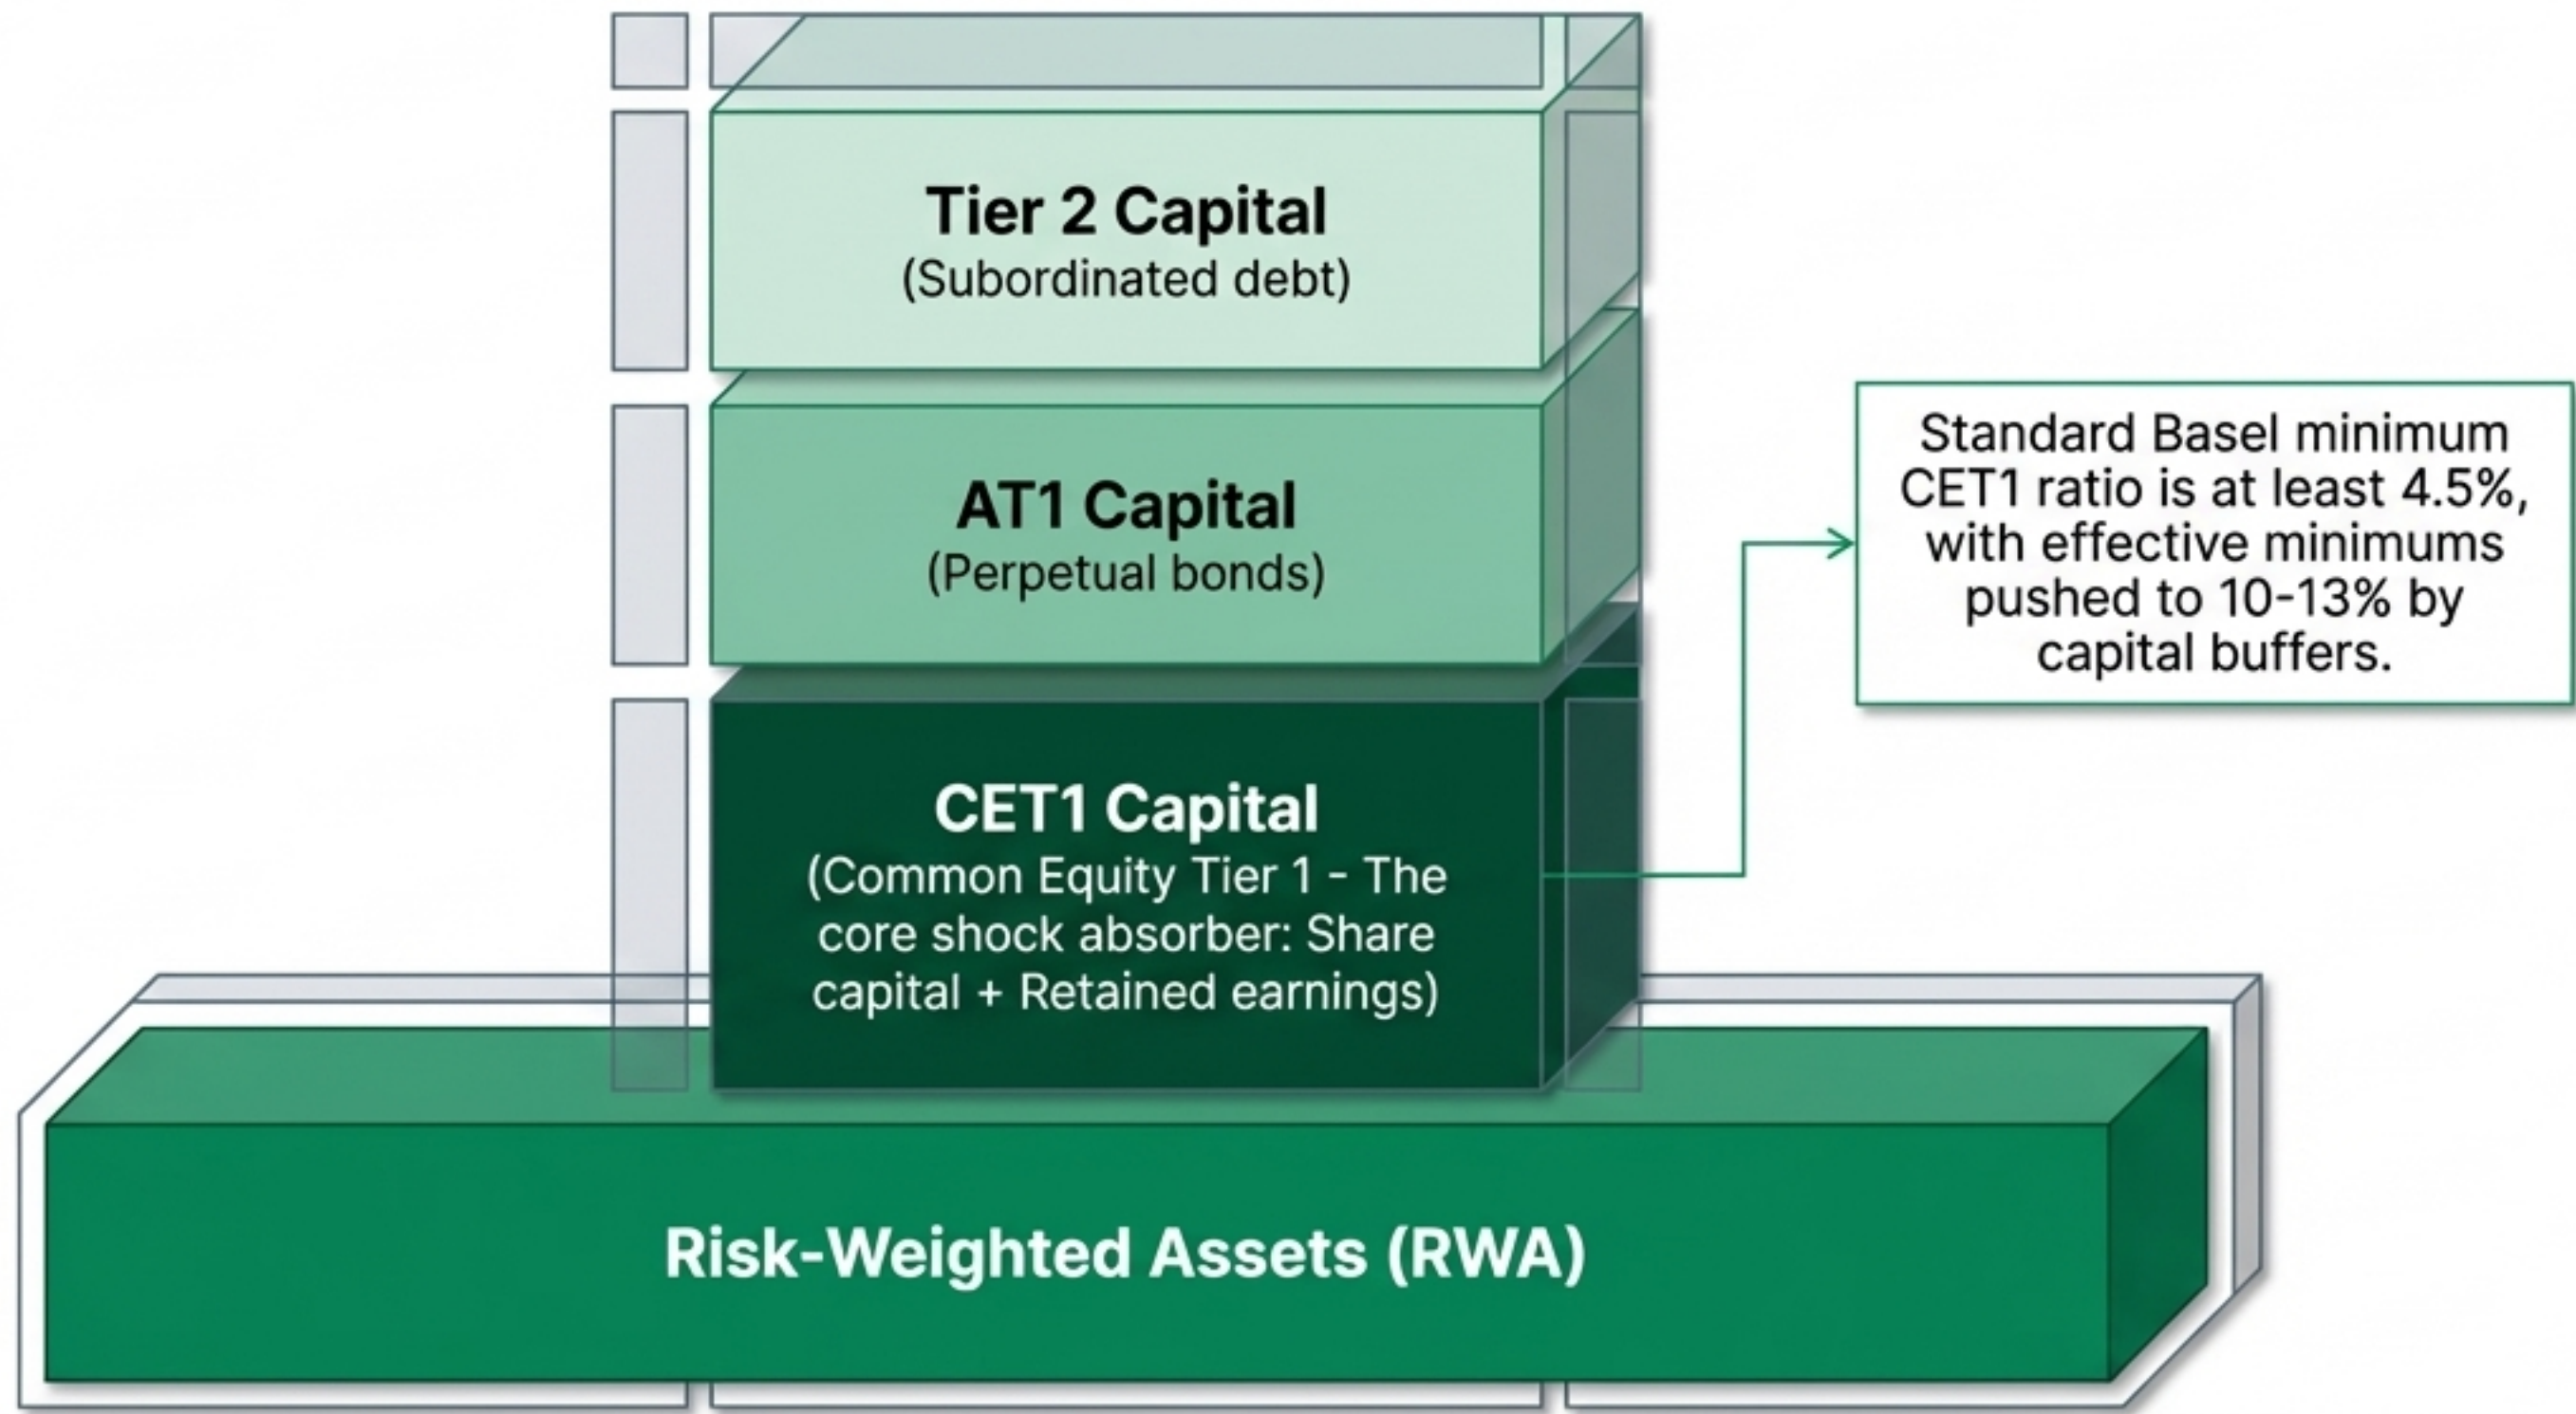 Tier 2 Capital
(Subordinated debt)
AT1 Capital
(Perpetual bonds)
Standard Basel minimum
CET1 ratio is at least 4.5%,
with effective minimums
pushed to 10-13% by
capital buffers.
CET1 Capital
(Common Equity Tier 1 - The
core shock absorber: Share
capital + Retained earnings)
Risk-Weighted Assets (RWA)